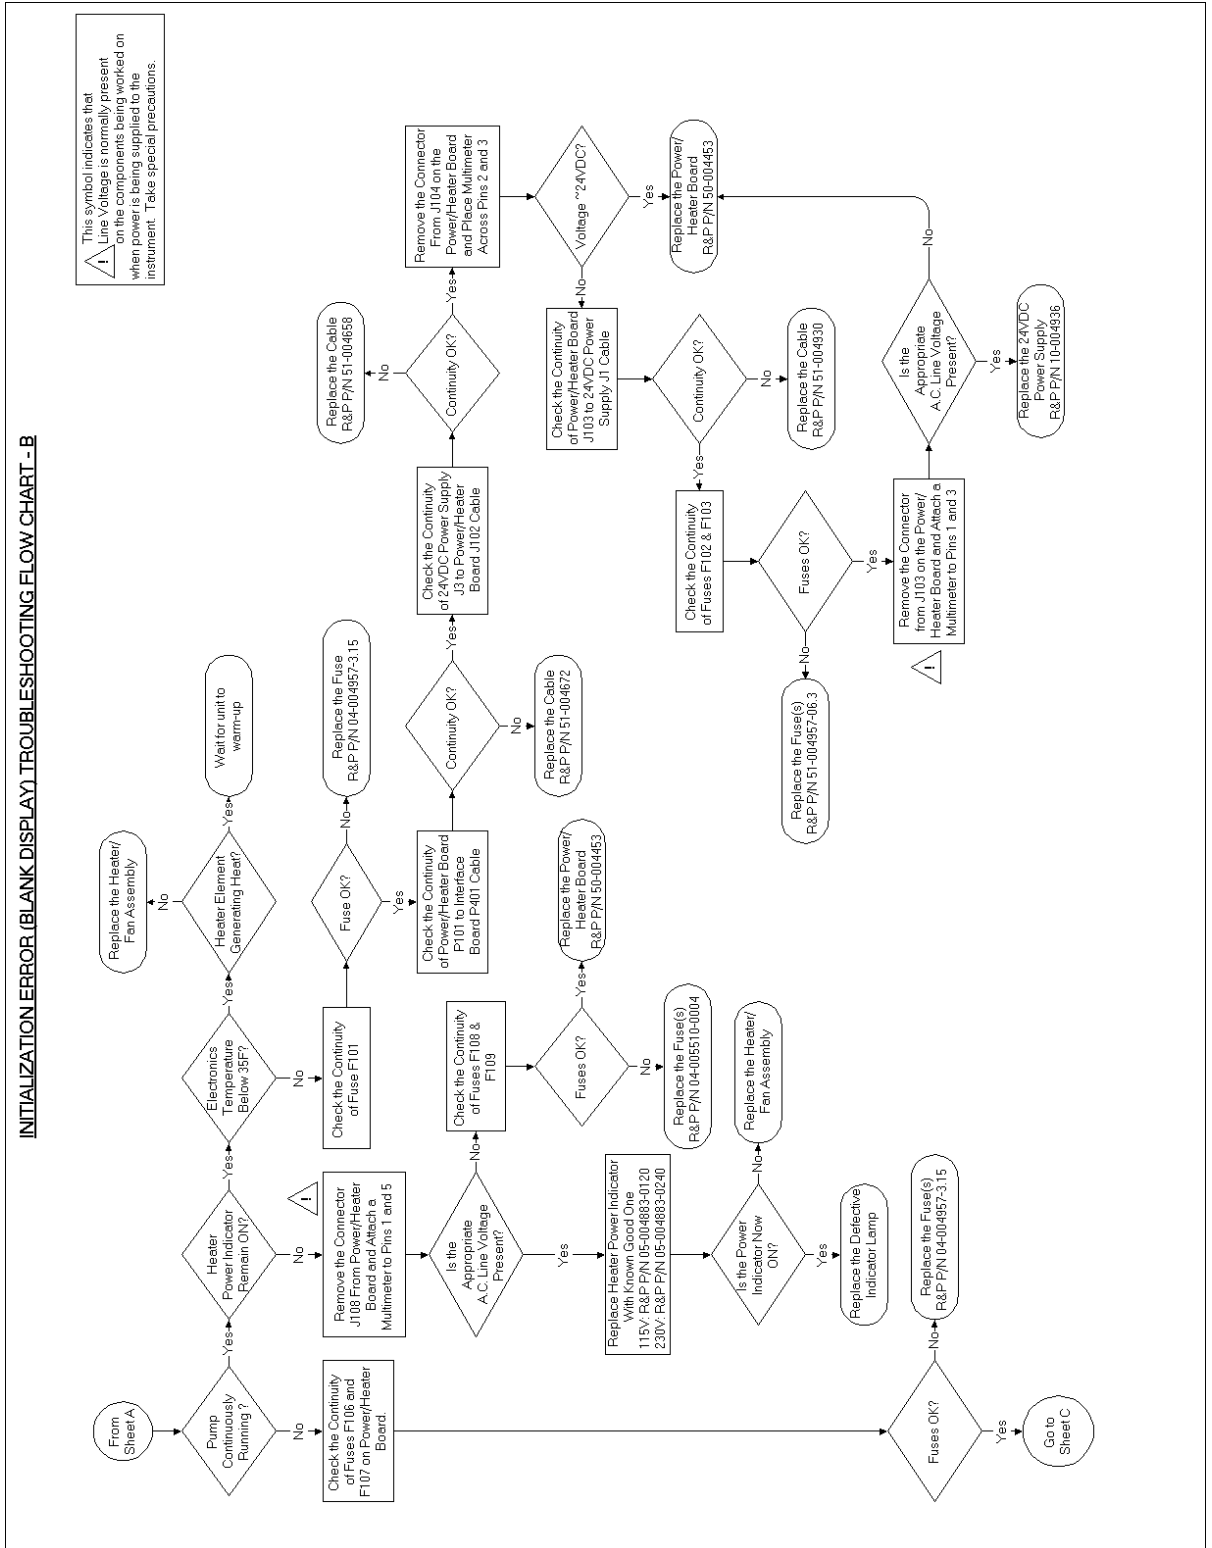 INITIALIZATION ERROR (BLANK DISPLAY) TROUBLESHOOTING FLOW CHART - B
!
This symbol indicates that
Line Voltage is normally present
on the components being worked on
when power is being supplied to the
instrument. Take special precautions.
From
Sheet A
Pump
Continuously
Running ?
Yes
Heater
Power Indicator
Remain ON?
Yes
Electronics
Temperature
Below 35F?
Yes
Heater Element
Generating Heat?
Yes
Wait for unit to
warm-up
No
Replace the Heater/
Fan Assembly
No
Check the Continuity
of Fuses F106 and
F107 on Power/Heater
Board.
No
!
Remove the Connector
J108 From Power/Heater
Board and Attach a
Multimeter to Pins 1 and 5
No
Check the Continuity
of Fuse F101
Fuse OK?
No
Replace the Fuse
R&P P/N 04-004957-3.15
Yes
Check the Continuity
of Power/Heater Board
P101 to Interface
Board P401 Cable
Continuity OK?
No
Replace the Cable
R&P P/N 51-004672
Yes
Check the Continuity
of 24VDC Power Supply
J3 to Power/Heater
Board J102 Cable
Continuity OK?
No
Replace the Cable
R&P P/N 51-004658
Yes
Remove the Connector
From J104 on the
Power/Heater Board
and Place Multimeter
Across Pins 2 and 3
Voltage ~24VDC?
Yes
Replace the Power/
Heater Board
R&P P/N 50-004453
No
Check the Continuity
of Power/Heater Board
J103 to 24VDC Power
Supply J1 Cable
Continuity OK?
No
Replace the Cable
R&P P/N 51-004930
Yes
Check the Continuity
of Fuses F102 & F103
Fuses OK?
No
Replace the Fuse(s)
R&P P/N 51-004957-06.3
Yes
!
Remove the Connector
from J103 on the Power/
Heater Board and Attach a
Multimeter to Pins 1 and 3
Is the
Appropriate
A.C. Line Voltage
Present?
No
Yes
Replace the 24VDC
Power Supply
R&P P/N 10-004936
Is the
Appropriate
A.C. Line Voltage
Present?
No
Check the Continuity
of Fuses F108 &
F109
Fuses OK?
Yes
Replace the Power/
Heater Board
R&P P/N 50-004453
No
Replace the Fuse(s)
R&P P/N 04-005510-0004
Yes
Replace Heater Power Indicator
With Known Good One
115V: R&P P/N 05-004883-0120
230V: R&P P/N 05-004883-0240
Is the Power
Indicator Now
ON?
No
Replace the Heater/
Fan Assembly
Yes
Replace the Defective
Indicator Lamp
Fuses OK?
No
Replace the Fuse(s)
R&P P/N 04-004957-3.15
Yes
Go to
Sheet C